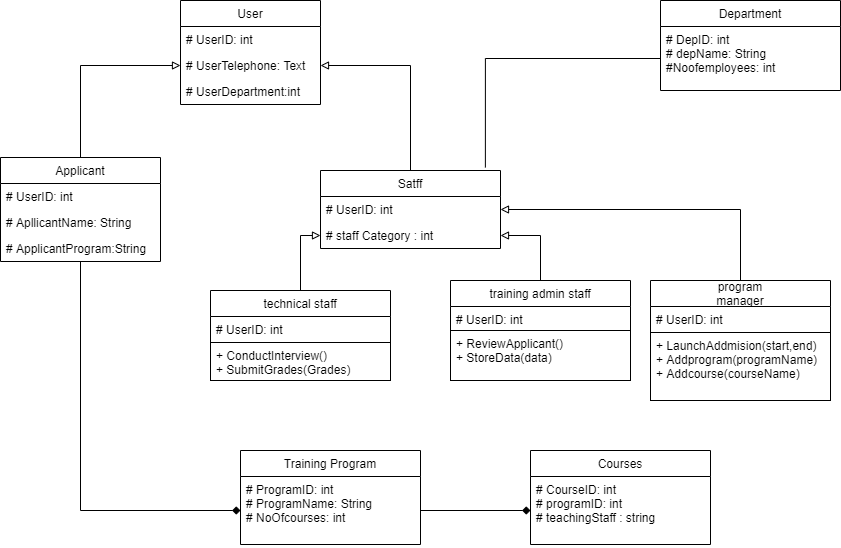 User
# UserID: int
# UserTelephone: Text
# UserDepartment:int
Department
# DepID: int
# depName: String
#Noofempoyees: int
Applicant
# UserID: int
# ApllicantName: String
# ApplicantProgram:String
Satff
# UserID: int
# staff Category : int
technical staff
# UserID: int
+ ConductInterview()
+ SubmitGrades(Grades)
training admin staff
# UserID: int
+ ReviewApplicant()
+ StoreData(data)
program
manager
# UserID: int
+ LaunchAddmision(start,end)
+ Addprogram(programName)
+ Addcourse(courseName)
Training Program
# ProgramID: int
# ProgramName: String
# NoOfcourses: int
Courses
# CourseID: int
# programID: int
# teachingStaff : string